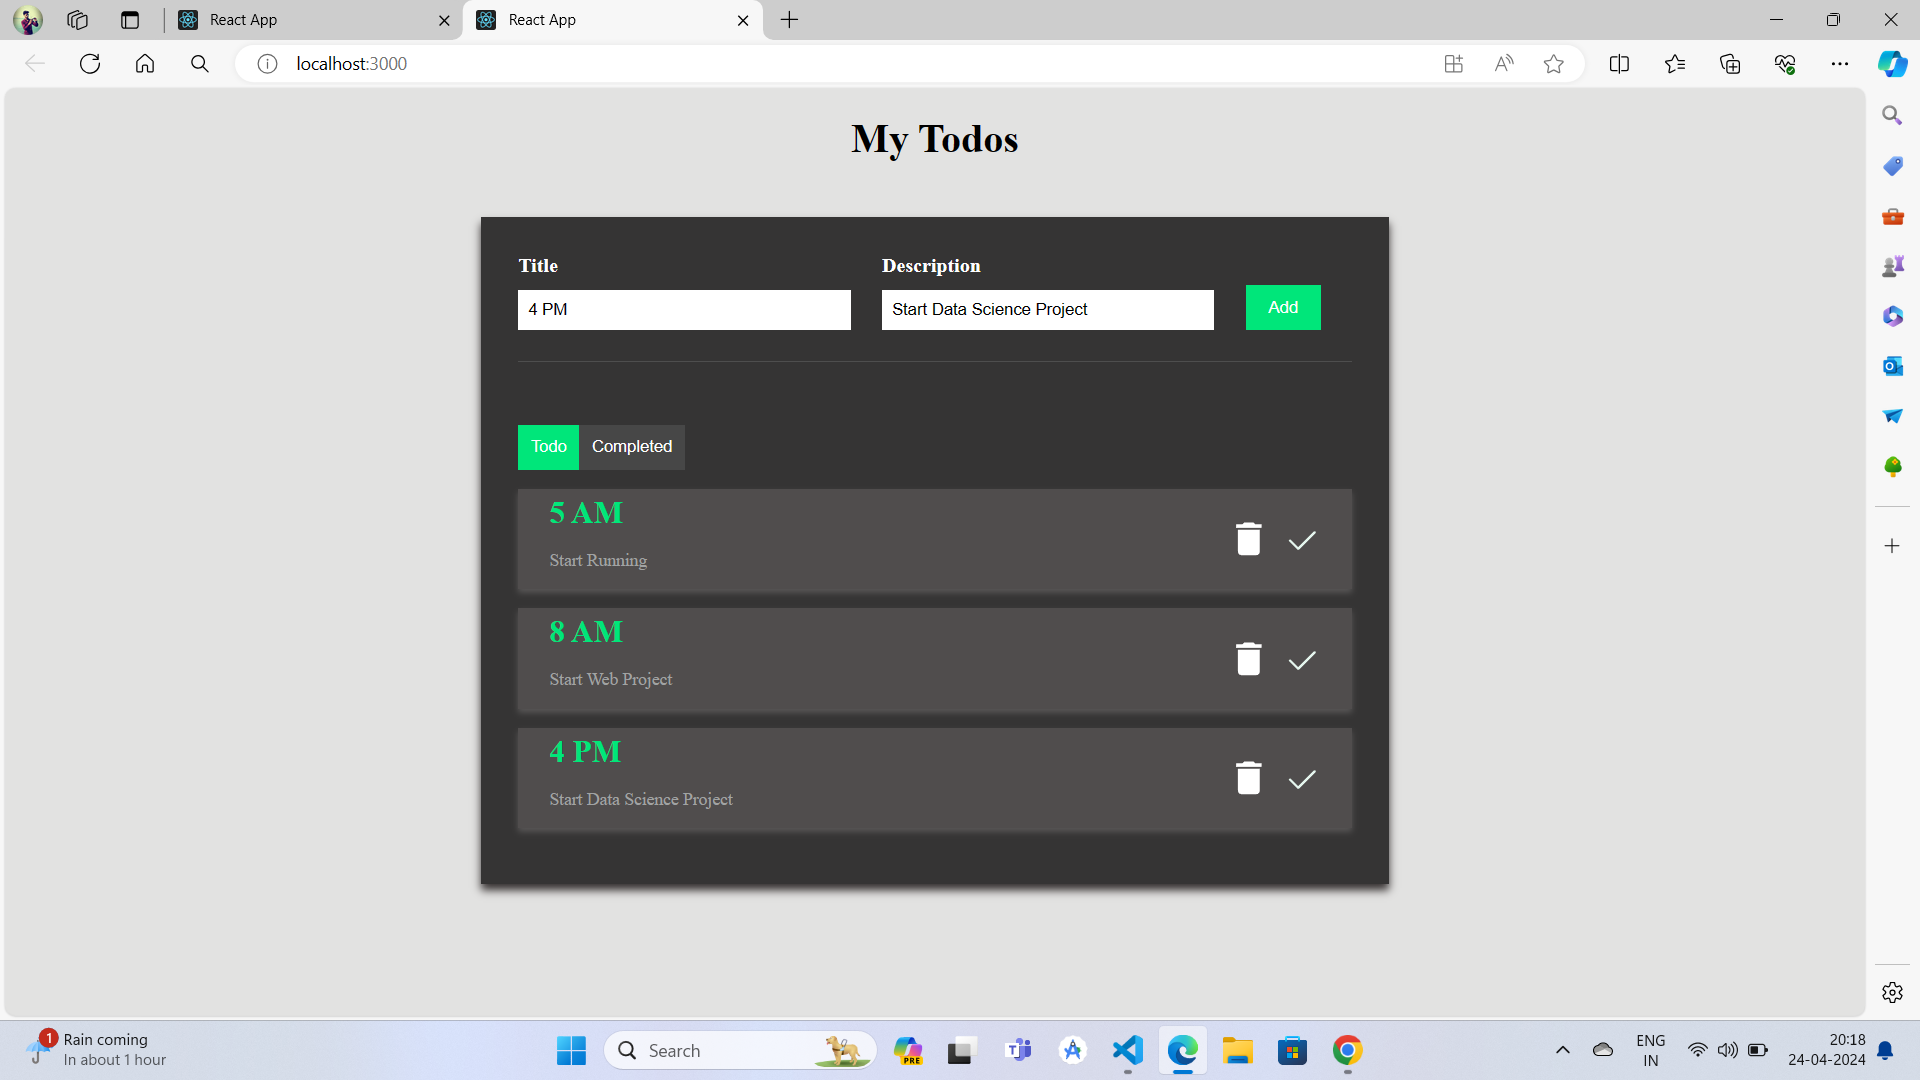 React App
React App
localhost:3000
My Todos
Title
Description
4 PM
Start Data Science Project
Add
Todo
Completed
5 AM
Start Running
8 AM
Start Web Project
4 PM
Start Data Science Project
1
Rain coming
In about 1 hour
Search
PRE
ENG
IN
20:18
24-04-2024